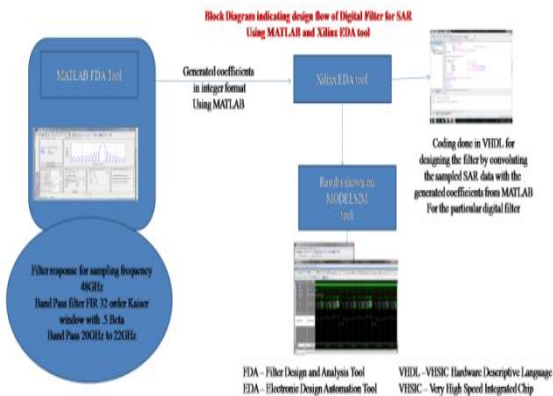 Block Diagram indicating design flow of Digital Filter for SAR
Using MATLAB and Xilinx EDA tool
MATLAB FDA Tool
Generated coefficients
in integer format
Using MATLAB
Xilinx EDA tool
Coding done in VHDL for
designing the filter by convoluting
the sampled SAR data with the
generated coefficients from MATLAB
For the particular digital filter
Results shown on
MODELSIM
tool
Filter response for sampling frequency
48GHz
Band Pass filter FIR 32 order Kaiser
window with .5 Beta
Band Pass 20GHz to 22GHz
FDA – Filter Design and Analysis Tool
VHDL – VHSIC Hardware Descriptive Language
EDA – Electronic Design Automation Tool
VHSIC – Very High Speed Integrated Chip